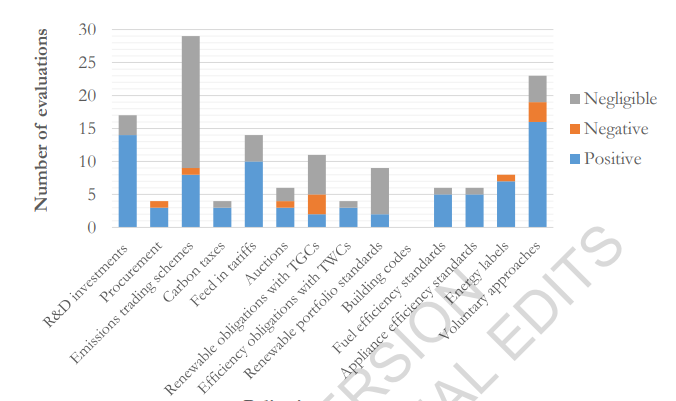 Number of evaluations
30
25
20
15
10
5
0
Negligible
Negative
Positive
R&D investments
Procurement
Emissions trading schemes
Carbon taxes
Feed in tariffs
Auctions
Renewable obligations with TGCs
Efficiency obligations with TWCs
Renewable portfolio standards
Building codes
Fuel efficiency standards
Appliance efficiency standards
Energy labels
Voluntary approaches